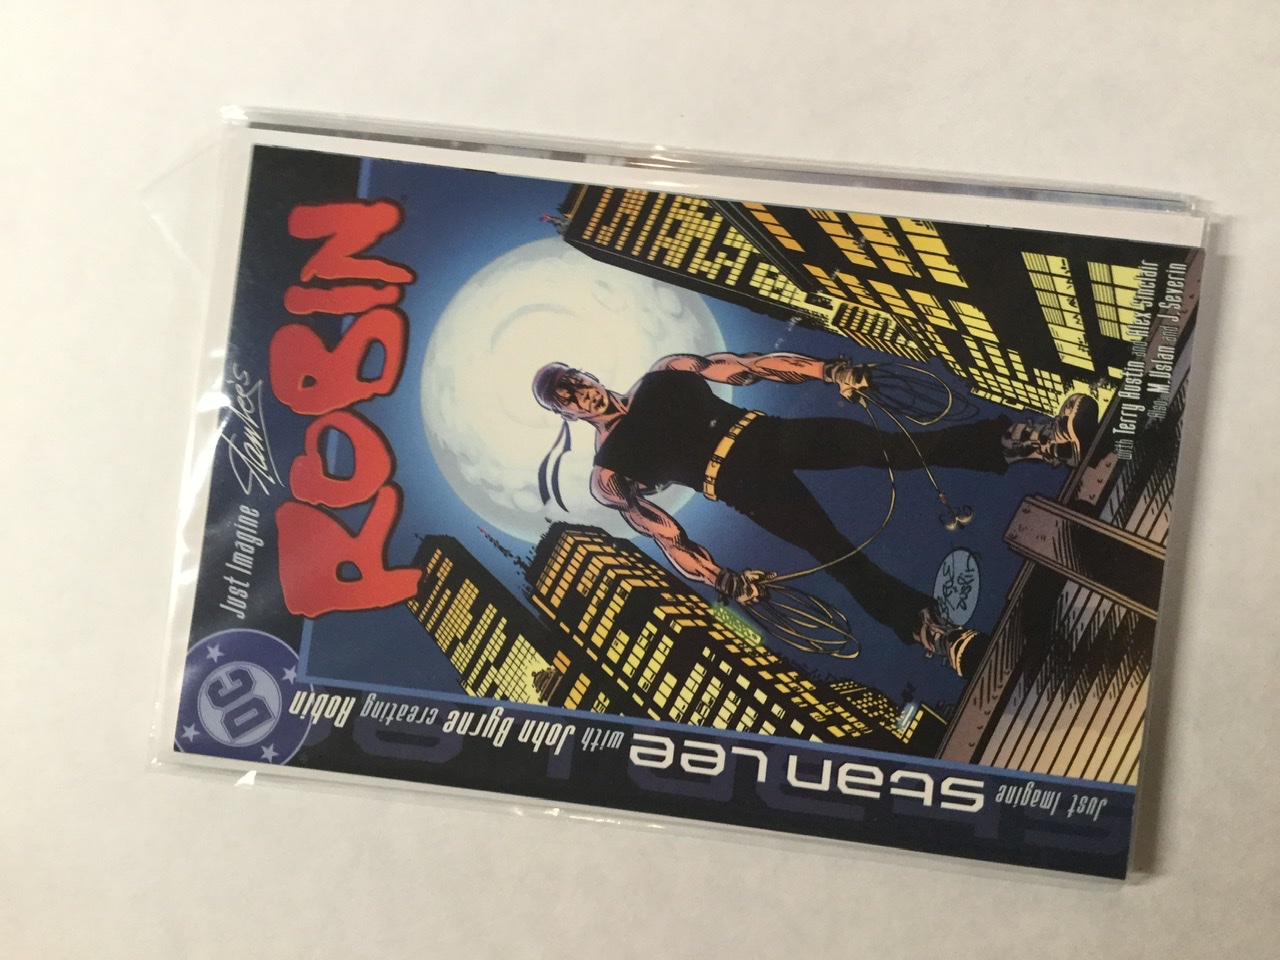 Just Imagine Stan Lee's
ROBIN
DC
Just Imagine
STAN LEE
with John Byrne creating Robin
with Terry Austin and Alex Sinclair
Also M. Uslan and J. Severin